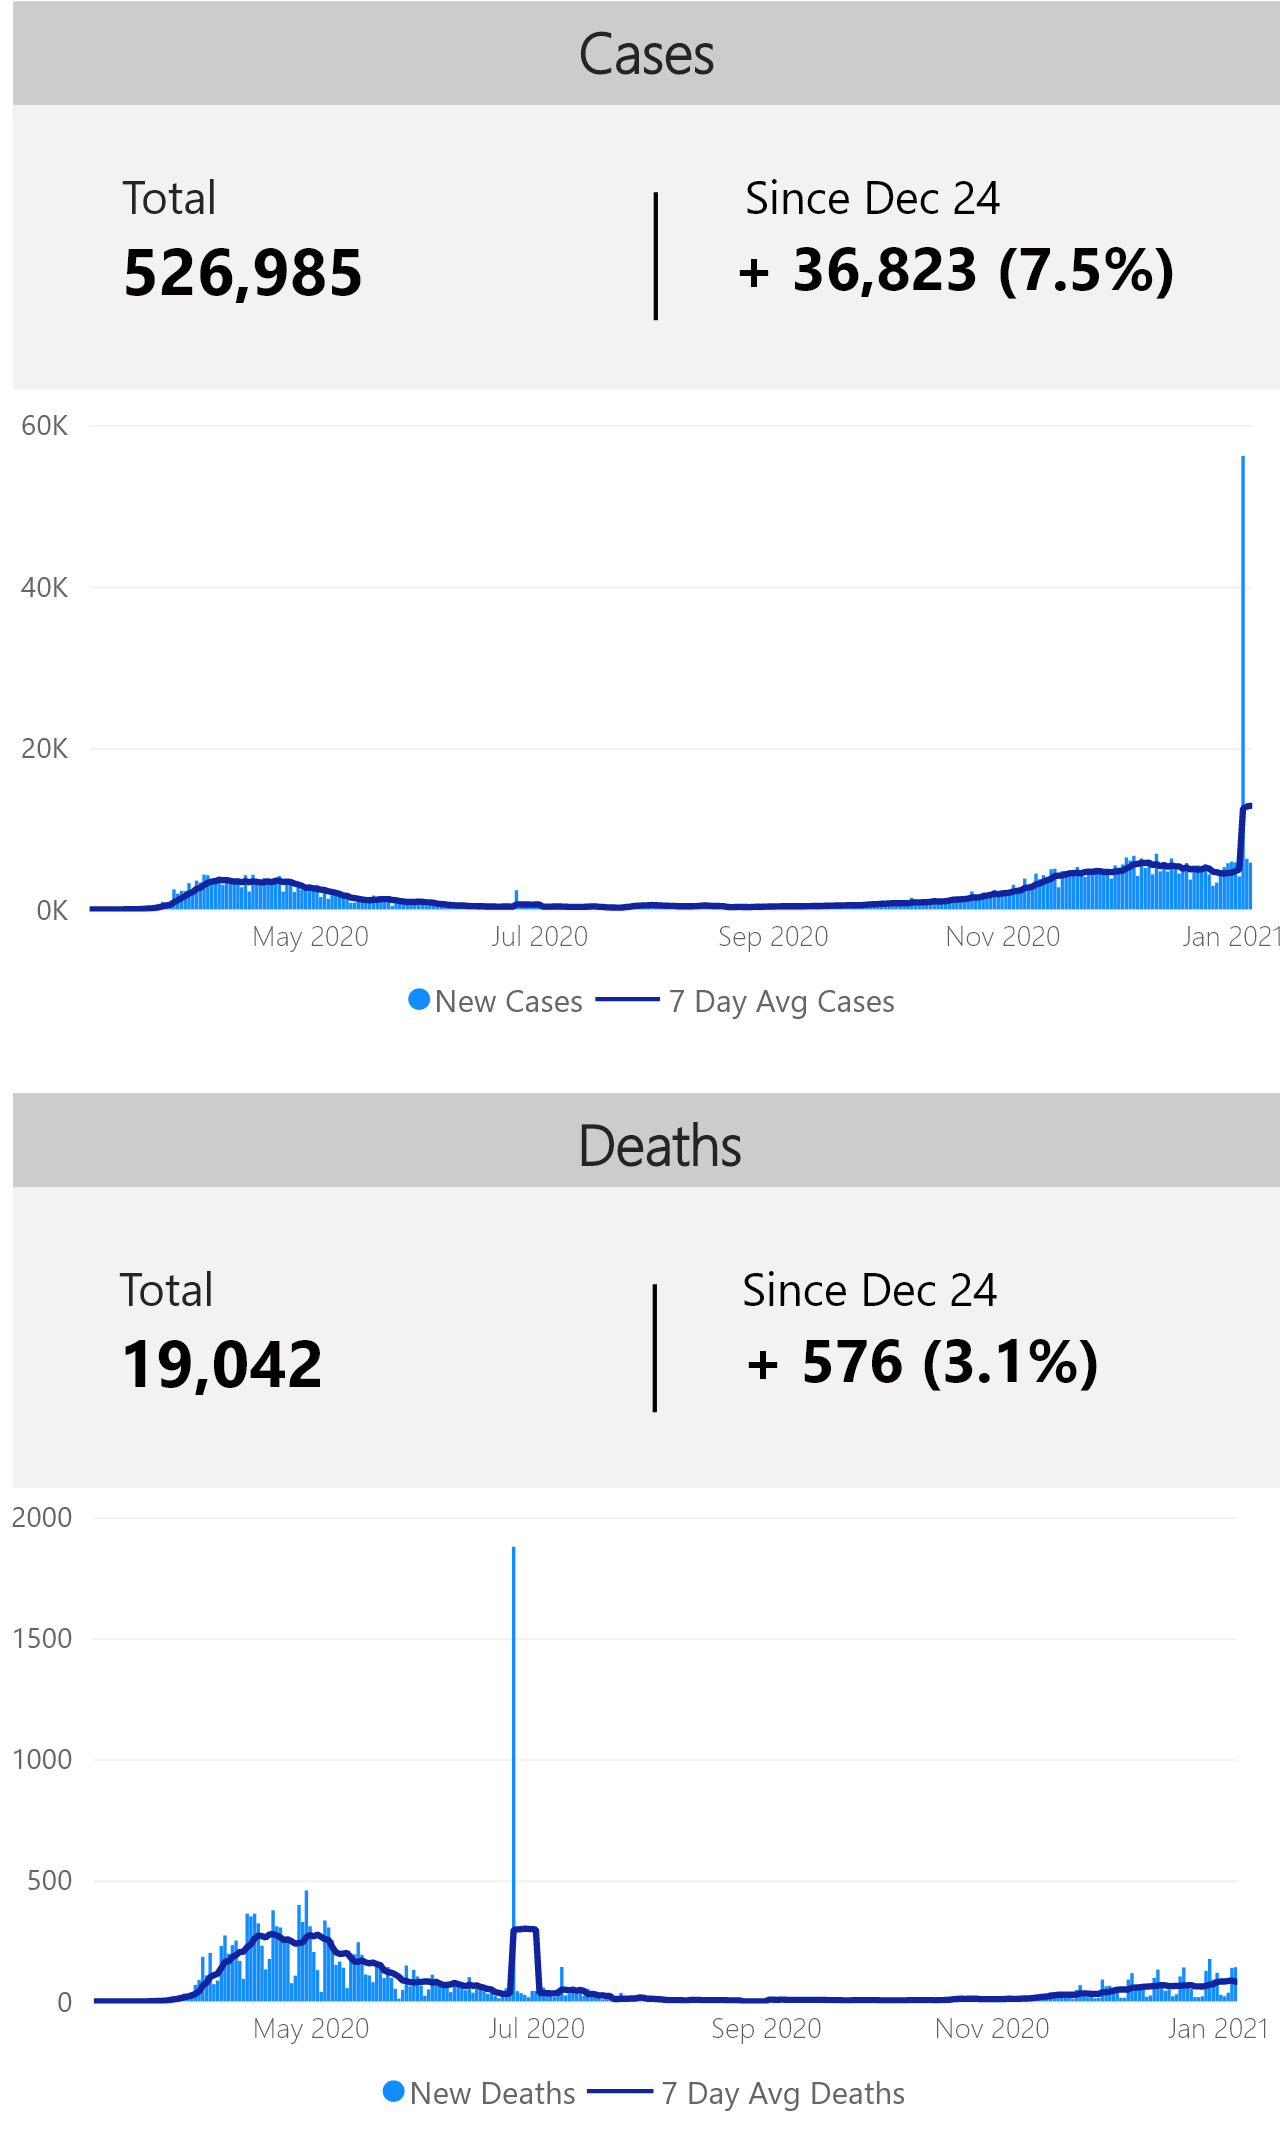 Cases
Total
Since Dec 24
526,985
+ 36,823 (7.5%)
60K
40K
20K
0K
May 2020
Jul 2020
Sep 2020
Nov 2020
Jan 2021
New Cases
7 Day Avg Cases
Deaths
Total
Since Dec 24
19,042
+ 576 (3.1%)
2000
1500
1000
500
0
May 2020
Jul 2020
Sep 2020
Nov 2020
Jan 2021
New Deaths
7 Day Avg Deaths